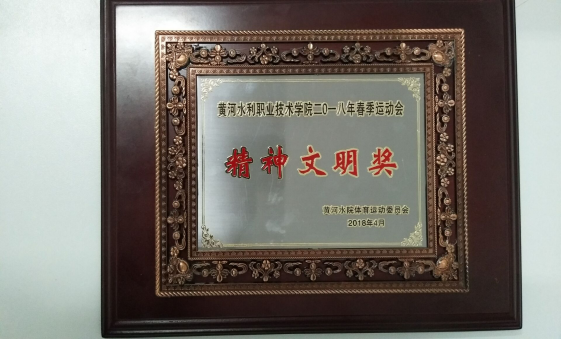 黄河水利职业技术学院二0一八年春季运动会
精神文明奖
黄河水院体育运动委员会
2018年4月